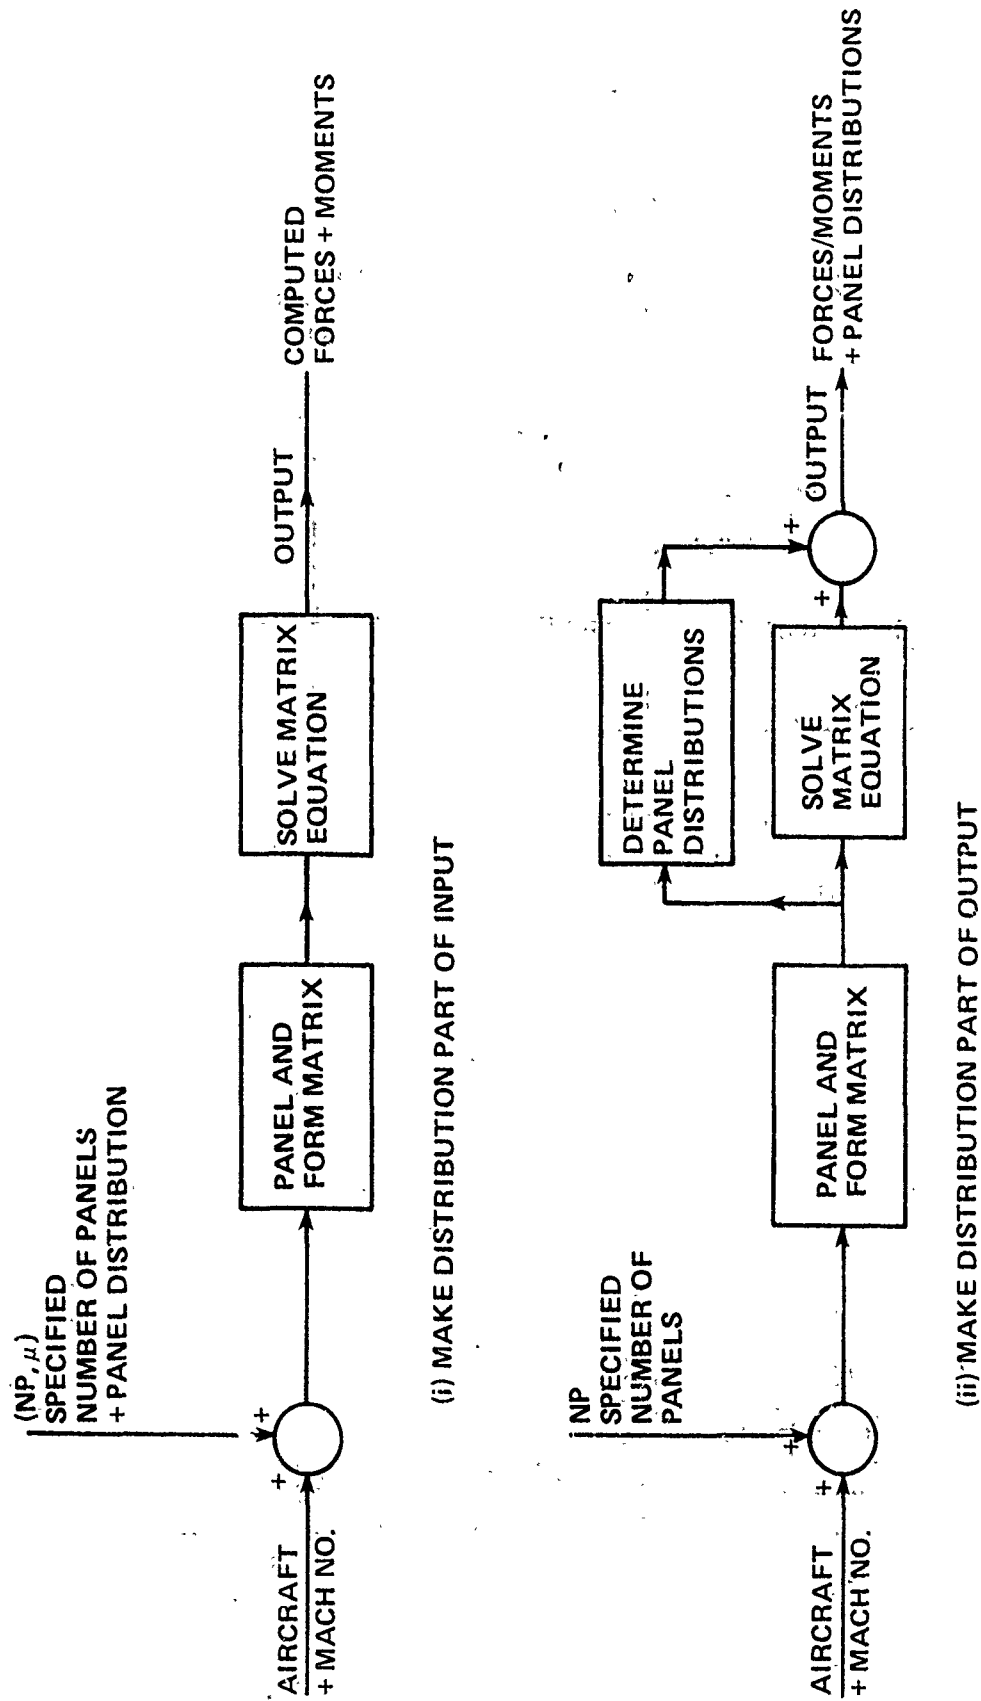 (NP, μ)
SPECIFIED
NUMBER OF PANELS
+ PANEL DISTRIBUTION
AIRCRAFT
+ MACH NO.
+
+
PANEL AND
FORM MATRIX
SOLVE MATRIX
EQUATION
OUTPUT
COMPUTED
FORCES + MOMENTS
(i) MAKE DISTRIBUTION PART OF INPUT
NP
SPECIFIED
NUMBER OF
PANELS
AIRCRAFT
+ MACH NO.
+
+
PANEL AND
FORM MATRIX
DETERMINE
PANEL
DISTRIBUTIONS
SOLVE
MATRIX
EQUATION
+
+
OUTPUT
FORCES/MOMENTS
+ PANEL DISTRIBUTIONS
(ii) MAKE DISTRIBUTION PART OF OUTPUT